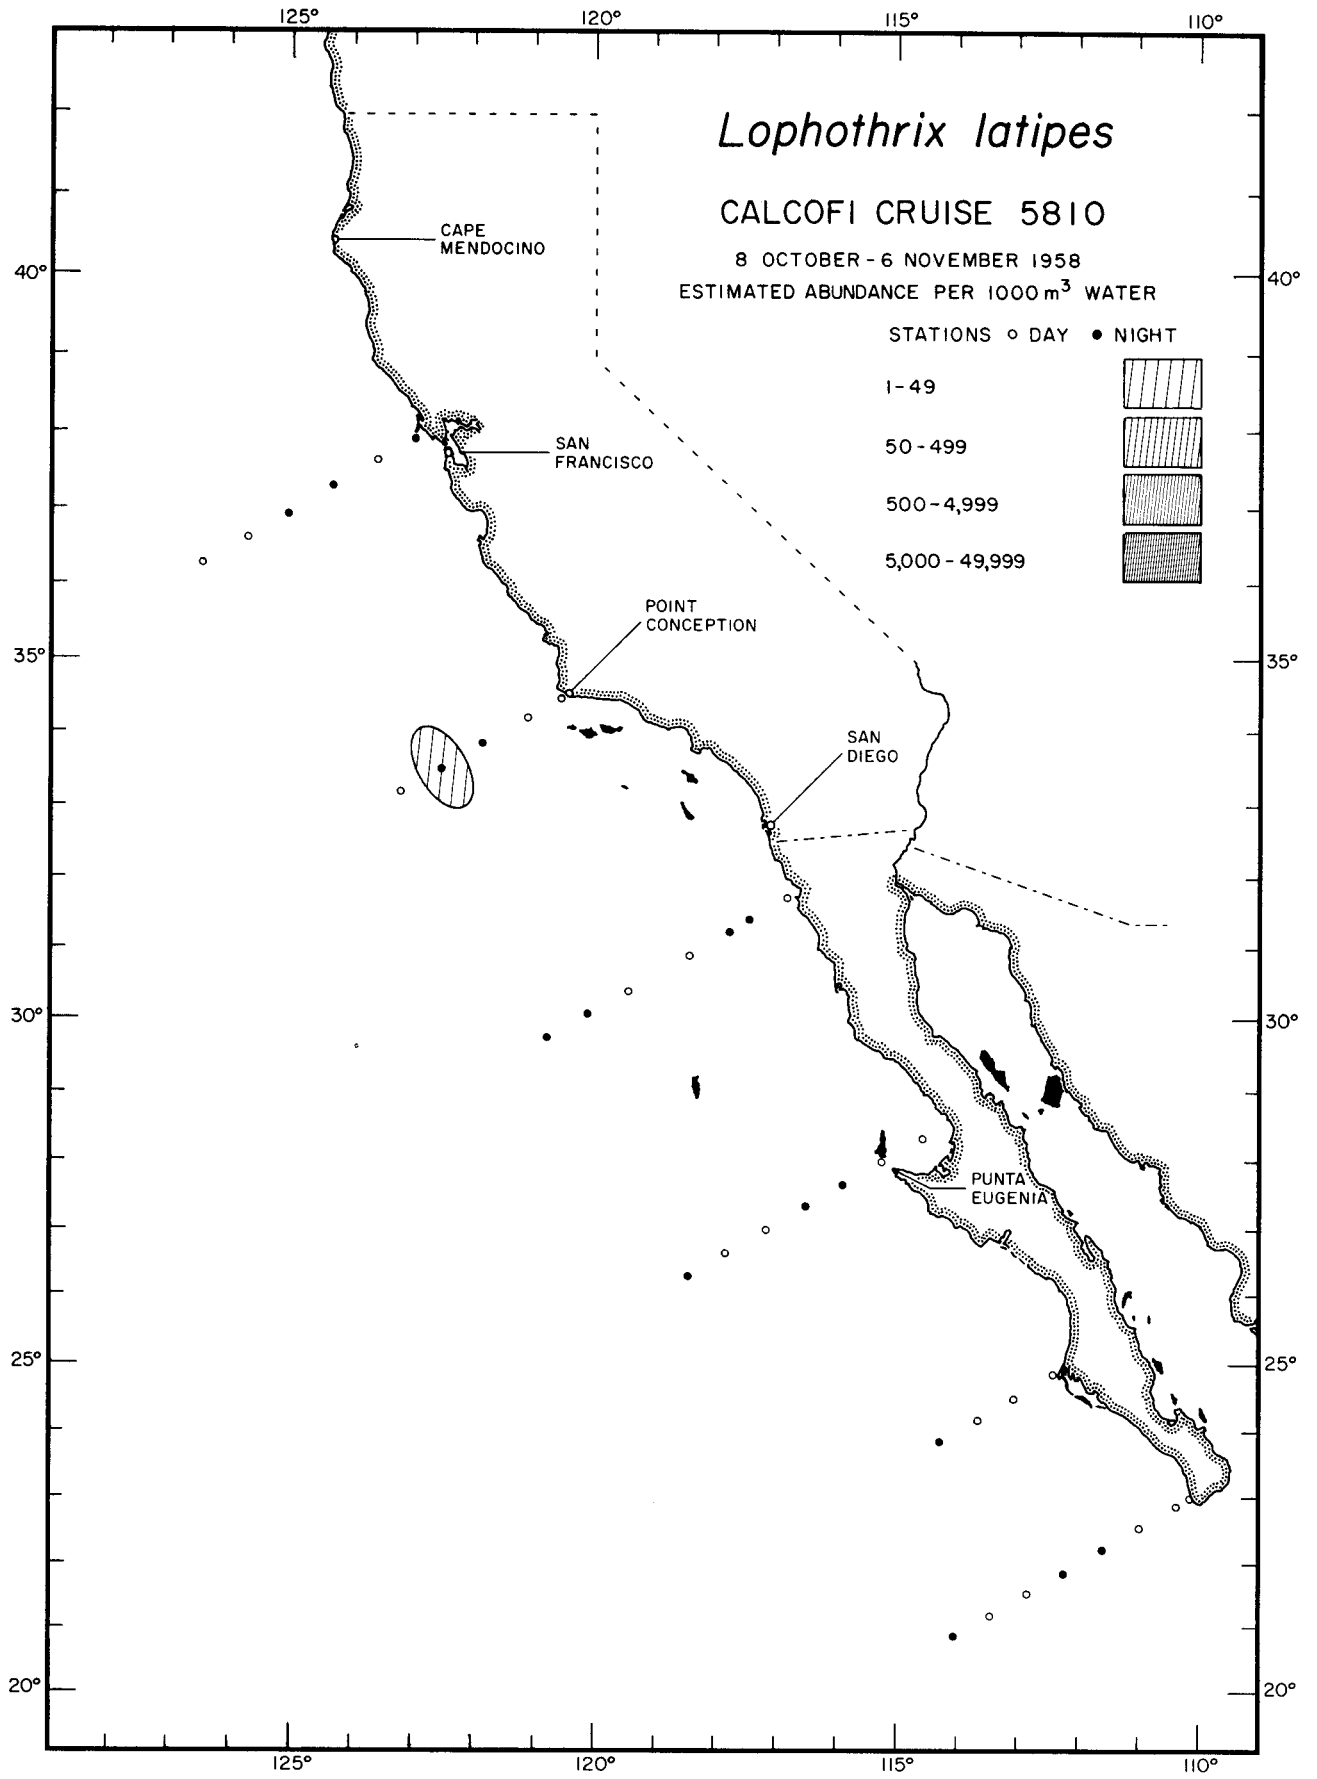 125° 120° 115° 110°
Lophothrix latipes
CALCOFI CRUISE 5810
8 OCTOBER - 6 NOVEMBER 1958
ESTIMATED ABUNDANCE PER 1000 m³ WATER
STATIONS ○ DAY ● NIGHT
1 - 49
50 - 499
500 - 4,999
5,000 - 49,999
CAPE
MENDOCINO
40° 40°
SAN
FRANCISCO
POINT
CONCEPTION
35° 35°
SAN
DIEGO
30° 30°
PUNTA
EUGENIA
25° 25°
20° 20°
125° 120° 115° 110°